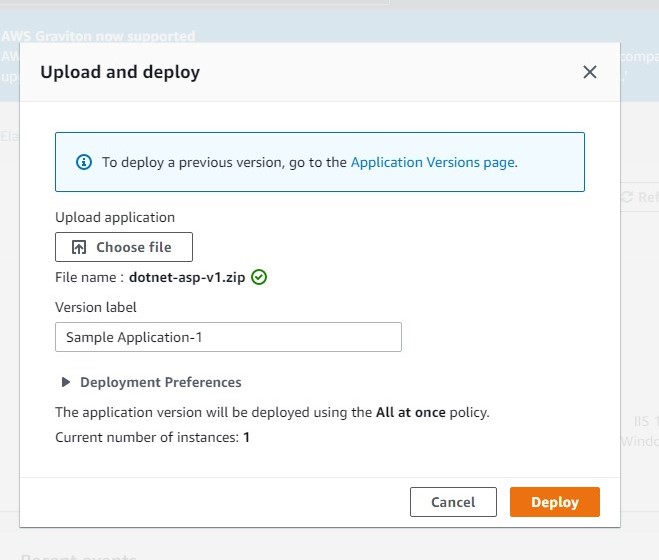 AWS Graviton now supported
Upload and deploy
To deploy a previous version, go to the Application Versions page.
Upload application
Choose file
File name : dotnet-asp-v1.zip
Version label
Sample Application-1
Deployment Preferences
The application version will be deployed using the All at once policy.
Current number of instances: 1
Cancel
Deploy
Recent events